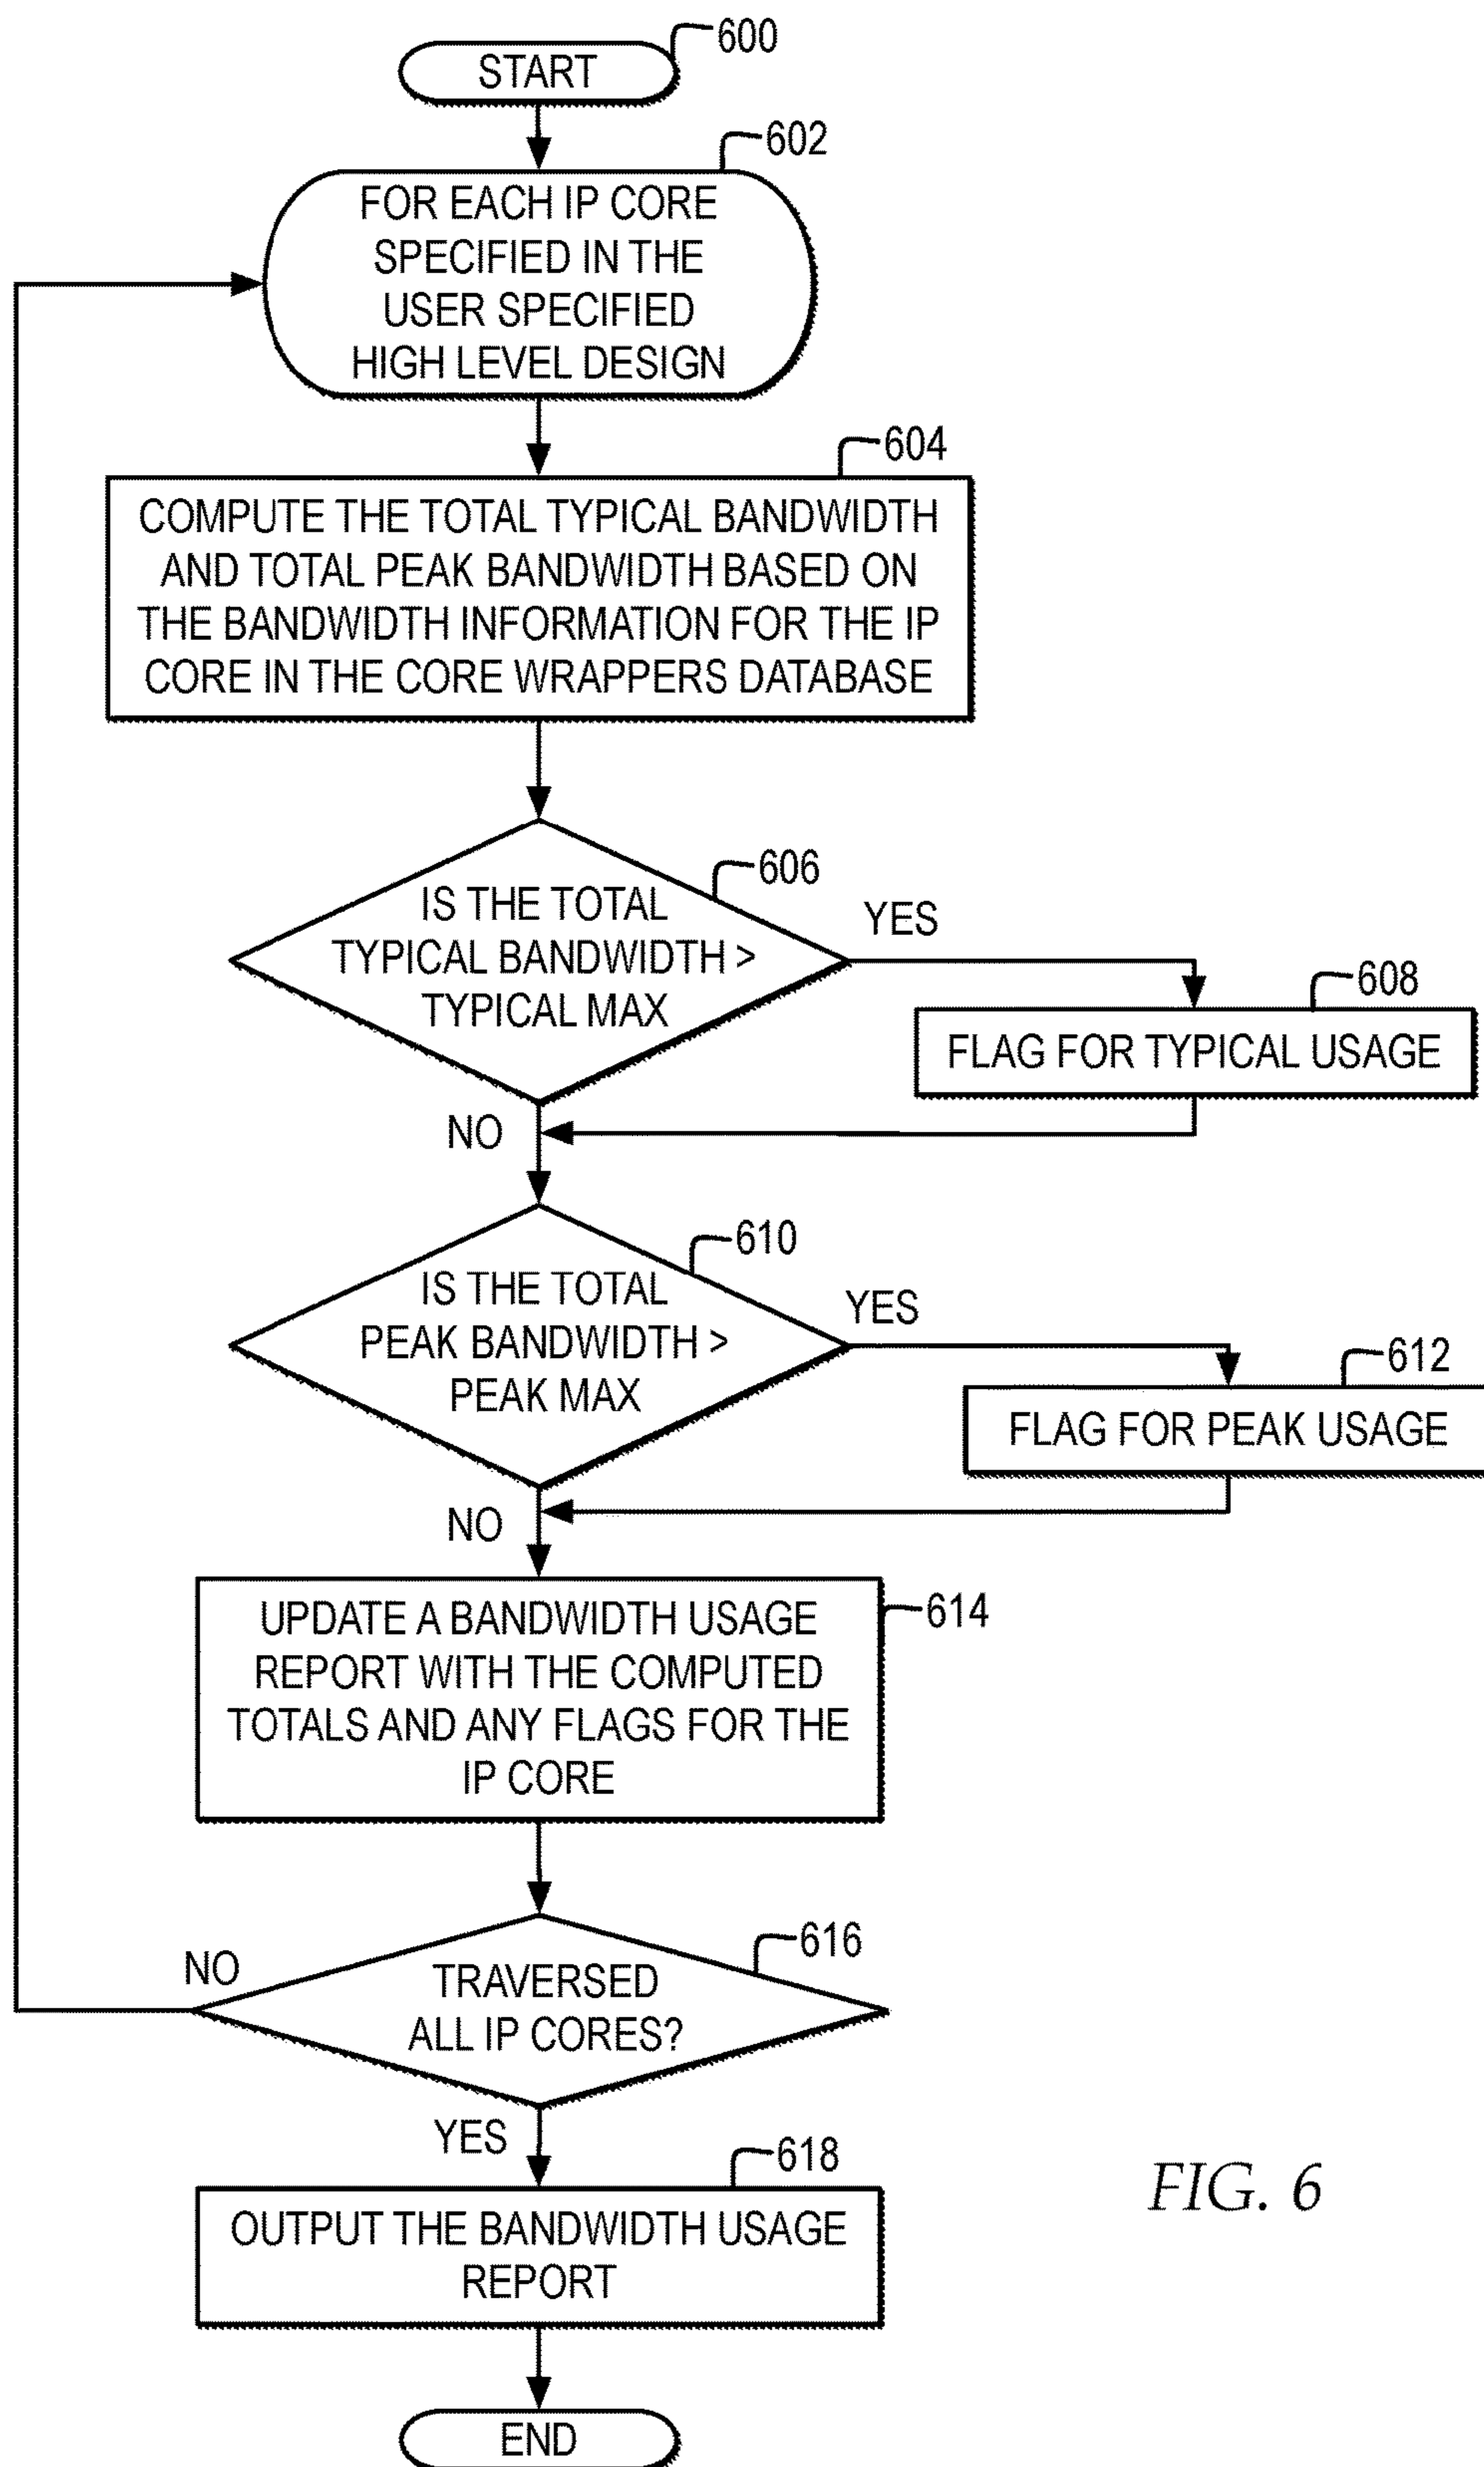 600
START
602
FOR EACH IP CORE
SPECIFIED IN THE
USER SPECIFIED
HIGH LEVEL DESIGN
604
COMPUTE THE TOTAL TYPICAL BANDWIDTH
AND TOTAL PEAK BANDWIDTH BASED ON
THE BANDWIDTH INFORMATION FOR THE IP
CORE IN THE CORE WRAPPERS DATABASE
606
IS THE TOTAL
TYPICAL BANDWIDTH >
TYPICAL MAX
YES
608
FLAG FOR TYPICAL USAGE
NO
610
IS THE TOTAL
PEAK BANDWIDTH >
PEAK MAX
YES
612
FLAG FOR PEAK USAGE
NO
614
UPDATE A BANDWIDTH USAGE
REPORT WITH THE COMPUTED
TOTALS AND ANY FLAGS FOR THE
IP CORE
616
NO
TRAVERSED
ALL IP CORES?
YES
618
OUTPUT THE BANDWIDTH USAGE
REPORT
FIG. 6
END